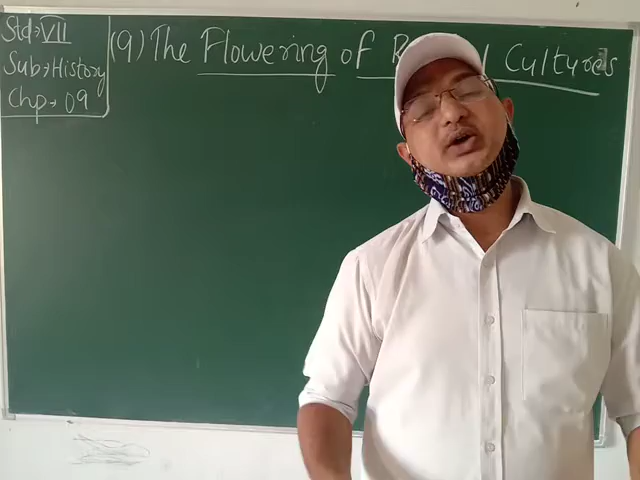 Std→VII
Sub→History
Chp→09
(9) The Flowering of Cultures